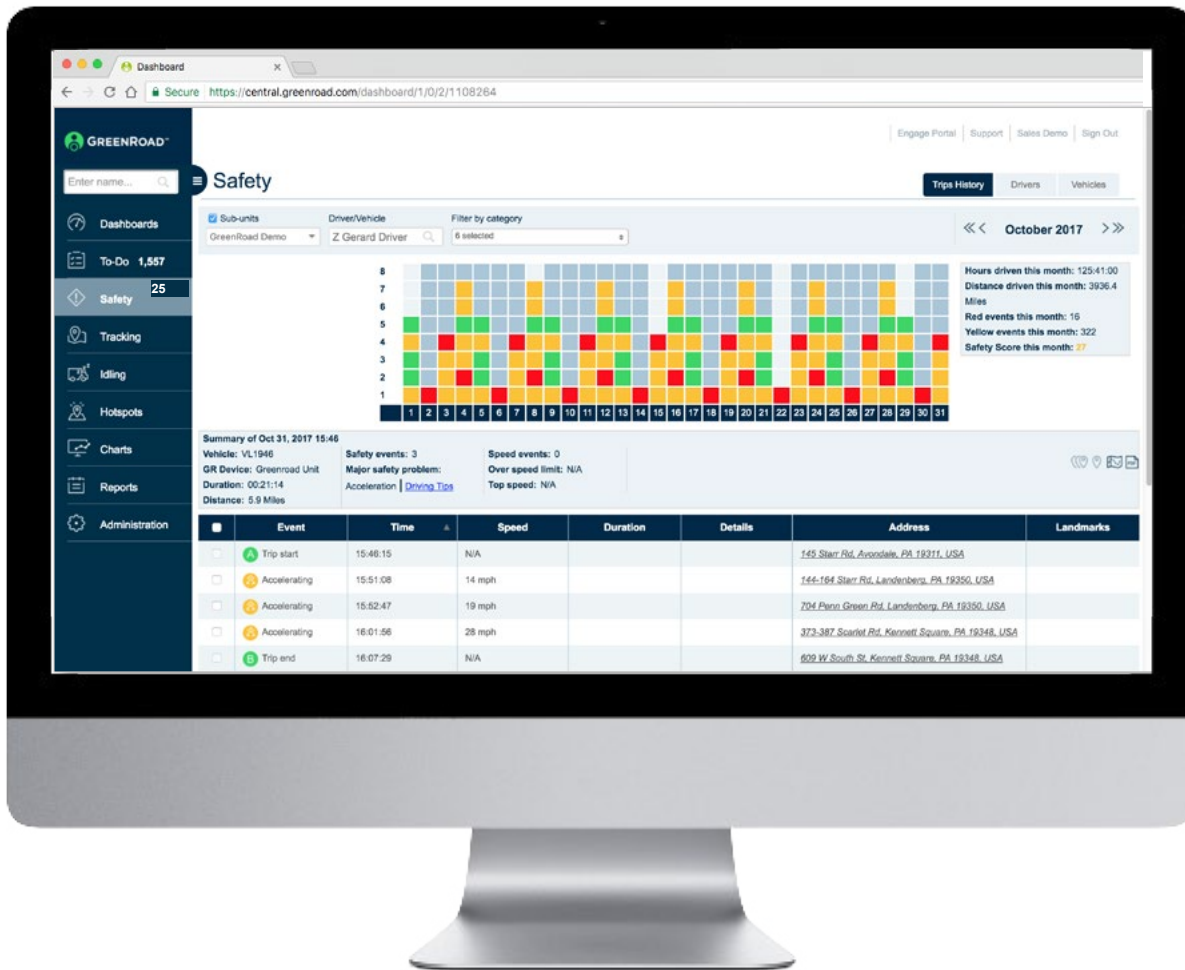 Dashboard
Secure https://central.greenroad.com/dashboard/1/0/2/1108264
GREENROAD
Engage Portal Support Sales Demo Sign Out
Enter name...
Safety
Trips History Drivers Vehicles
Dashboards
To-Do 1,557
Safety 25
Tracking
Idling
Hotspots
Charts
Reports
Administration
Sub-units Driver/Vehicle Filter by category
GreenRoad Demo Z Gerard Driver 6 selected
October 2017
8
7
6
5
4
3
2
1
1 2 3 4 5 6 7 8 9 10 11 12 13 14 15 16 17 18 19 20 21 22 23 24 25 26 27 28 29 30 31
Hours driven this month: 125:41:00
Distance driven this month: 3936.4
Miles
Red events this month: 16
Yellow events this month: 322
Safety Score this month: 27
Summary of Oct 31, 2017 15:46
Vehicle: VL1946 Safety events: 3 Speed events: 0
GR Device: Greenroad Unit Major safety problem: Over speed limit: N/A
Duration: 00:21:14 Acceleration | Driving Tips Top speed: N/A
Distance: 5.9 Miles
Event Time Speed Duration Details Address Landmarks
A Trip start 15:46:15 N/A 145 Starr Rd, Avondale, PA 19311, USA
Accelerating 15:51:08 14 mph 144-164 Starr Rd, Landenberg, PA 19350, USA
Accelerating 15:52:47 19 mph 704 Penn Green Rd, Landenberg, PA 19350, USA
Accelerating 16:01:56 28 mph 373-387 Scarlet Rd, Kennett Square, PA 19348, USA
B Trip end 16:07:29 N/A 609 W South St, Kennett Square, PA 19348, USA